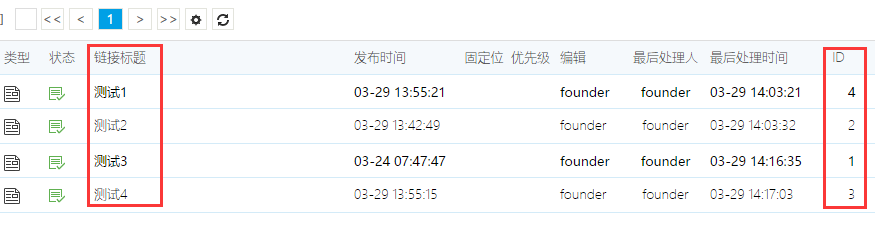 ] << < 1 > >>
类型 状态 链接标题 发布时间 固定位 优先级 编辑 最后处理人 最后处理时间 ID
测试1 03-29 13:55:21 founder founder 03-29 14:03:21 4
测试2 03-29 13:42:49 founder founder 03-29 14:03:32 2
测试3 03-24 07:47:47 founder founder 03-29 14:16:35 1
测试4 03-29 13:55:15 founder founder 03-29 14:17:03 3